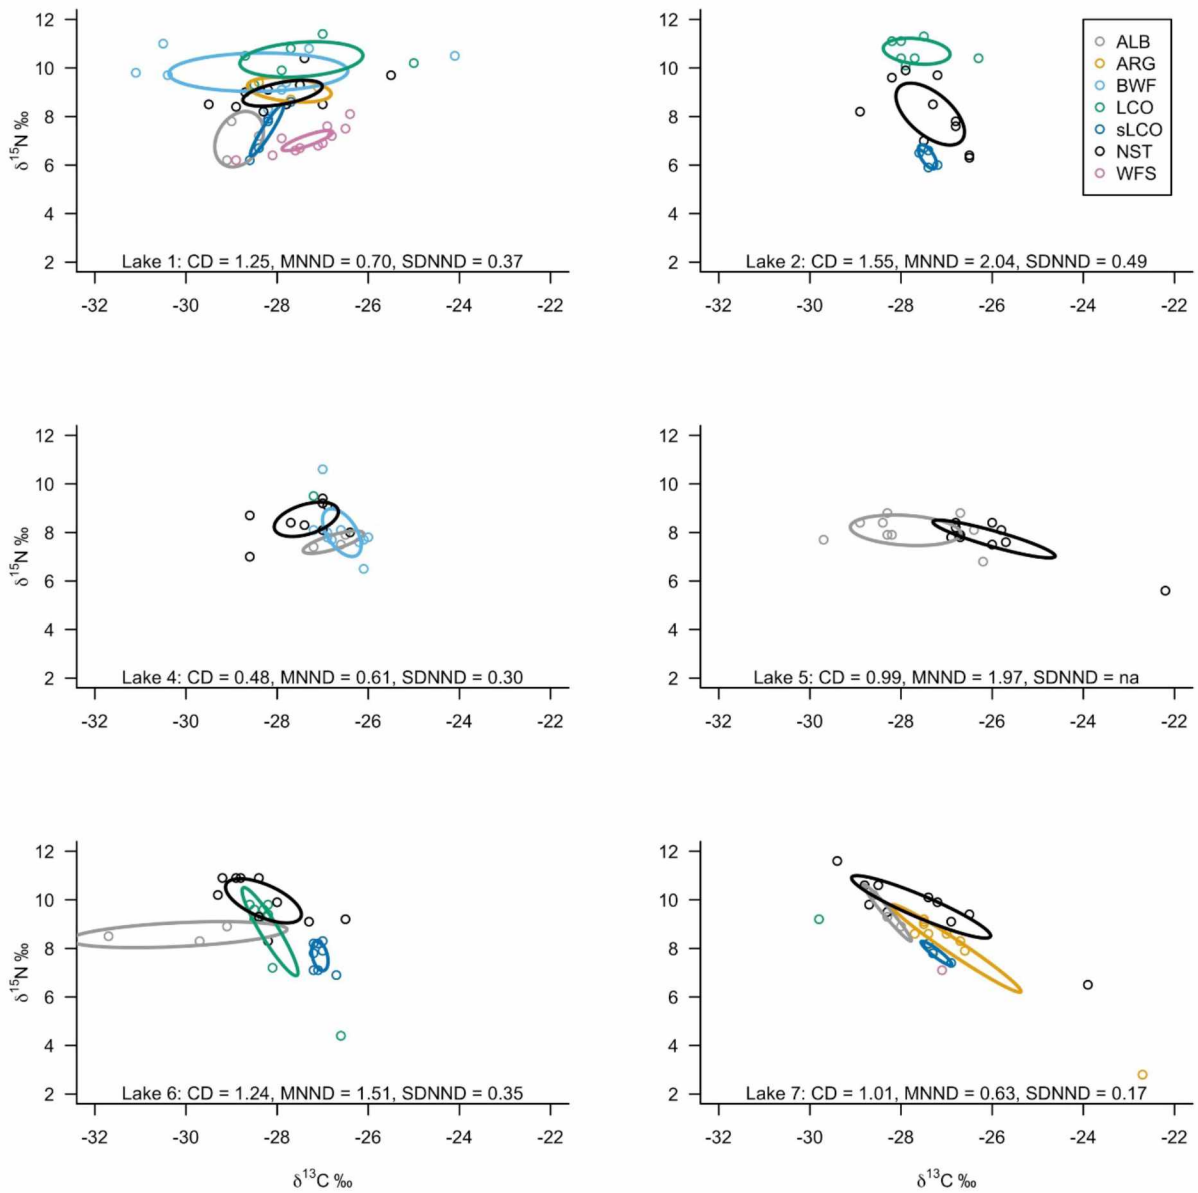 12
10
8
6
4
2
δ15N ‰
Lake 1: CD = 1.25, MNND = 0.70, SDNND = 0.37
-32 -30 -28 -26 -24 -22
12
10
8
6
4
2
Lake 2: CD = 1.55, MNND = 2.04, SDNND = 0.49
-32 -30 -28 -26 -24 -22
ALB
ARG
BWF
LCO
sLCO
NST
WFS
12
10
8
6
4
2
δ15N ‰
Lake 4: CD = 0.48, MNND = 0.61, SDNND = 0.30
-32 -30 -28 -26 -24 -22
12
10
8
6
4
2
Lake 5: CD = 0.99, MNND = 1.97, SDNND = na
-32 -30 -28 -26 -24 -22
12
10
8
6
4
2
δ15N ‰
Lake 6: CD = 1.24, MNND = 1.51, SDNND = 0.35
-32 -30 -28 -26 -24 -22
δ13C ‰
12
10
8
6
4
2
Lake 7: CD = 1.01, MNND = 0.63, SDNND = 0.17
-32 -30 -28 -26 -24 -22
δ13C ‰